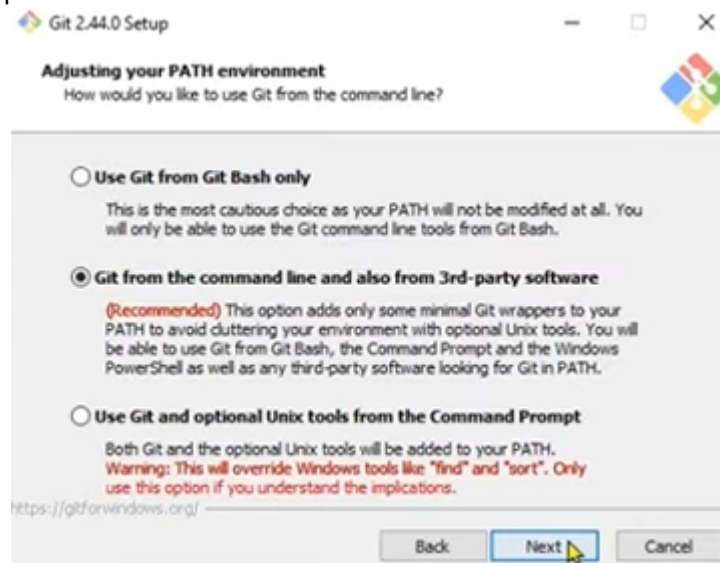 Git 2.44.0 Setup
Adjusting your PATH environment
How would you like to use Git from the command line?
Use Git from Git Bash only
This is the most cautious choice as your PATH will not be modified at all. You
will only be able to use the Git command line tools from Git Bash.
Git from the command line and also from 3rd-party software
(Recommended) This option adds only some minimal Git wrappers to your
PATH to avoid cluttering your environment with optional Unix tools. You will
be able to use Git from Git Bash, the Command Prompt and the Windows
PowerShell as well as any third-party software looking for Git in PATH.
Use Git and optional Unix tools from the Command Prompt
Both Git and the optional Unix tools will be added to your PATH.
Warning: This will override Windows tools like "find" and "sort". Only
use this option if you understand the implications.
https://gitforwindows.org/
Back Next Cancel